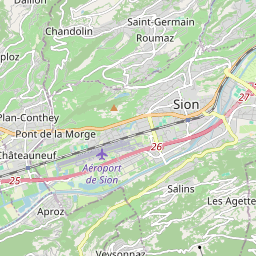 Daillon
Saint-Germain
Chandolin
Roumaz
27
Sion
Plan-Conthey
Pont de la Morge
26
Châteauneuf
Aéroport
de Sion
25
Salins
Les Agette
Aproz
Veysonnaz